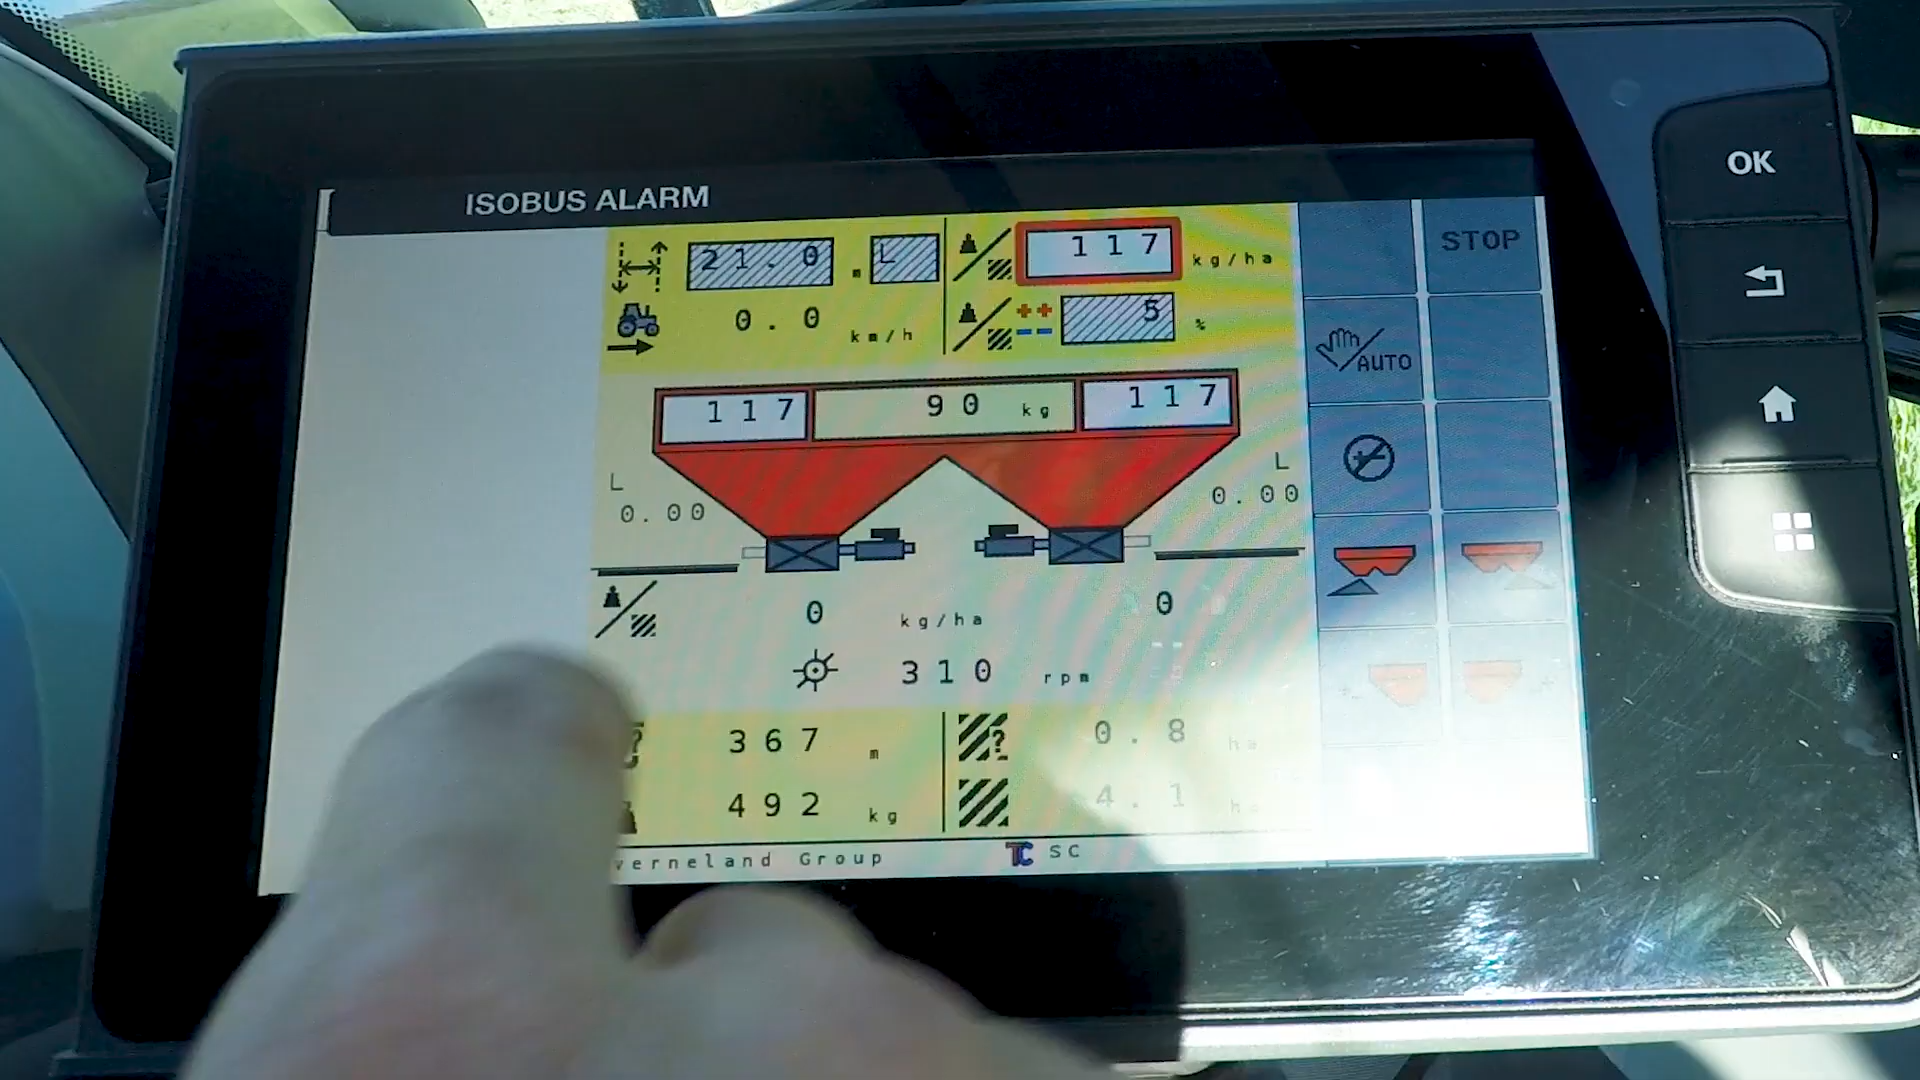 ISOBUS ALARM
OK
STOP
21.0 m L
117 kg/ha
0.0 km/h
5 %
AUTO
117 90 kg 117
L L
0.00 0.00
0 kg/ha 0
310 rpm
367 m 0.8 ha
492 kg 4.1 ha
verneland Group TC SC